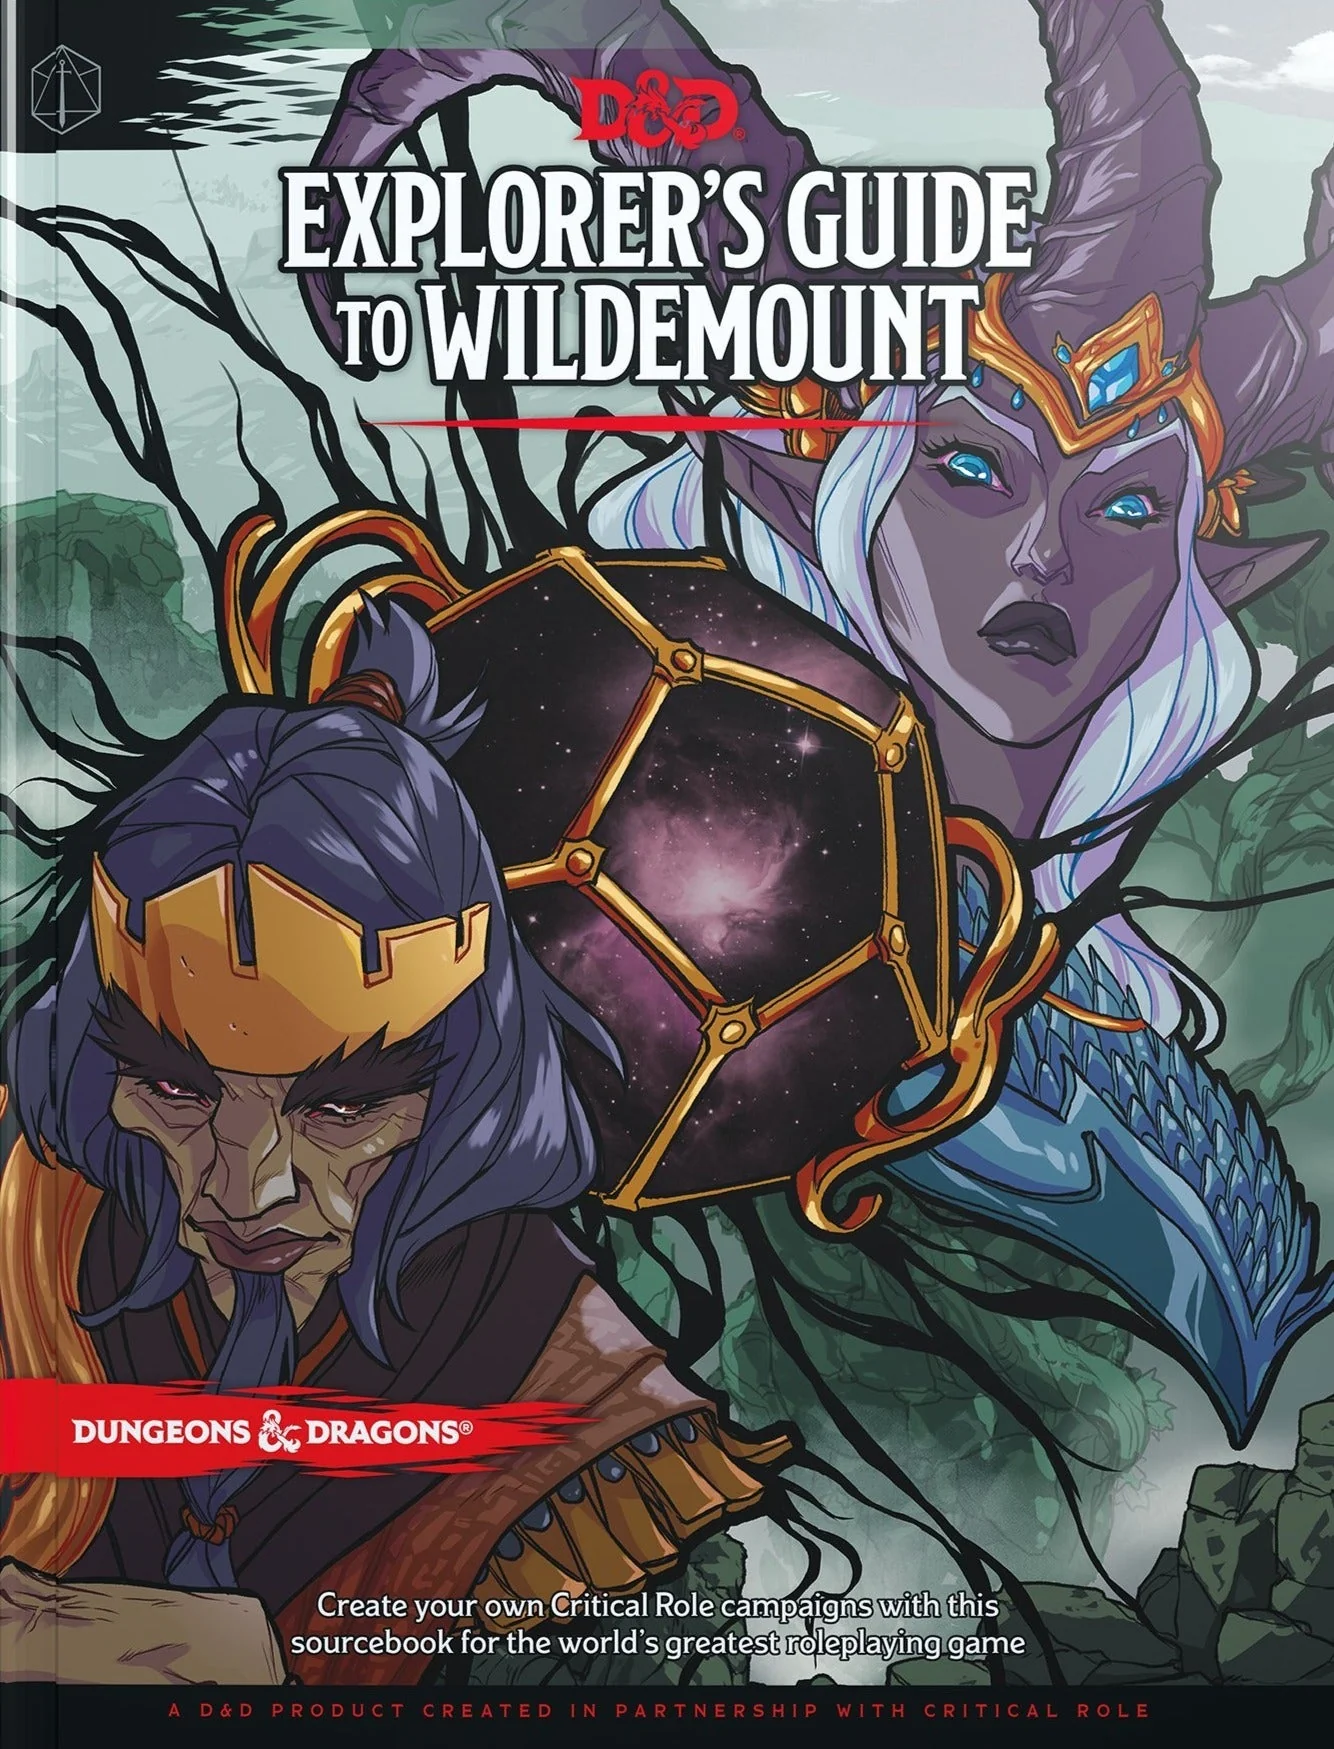 D&D®
EXPLORER'S GUIDE
TO WILDEMOUNT
DUNGEONS & DRAGONS®
Create your own Critical Role campaigns with this
sourcebook for the world's greatest roleplaying game
A D&D PRODUCT CREATED IN PARTNERSHIP WITH CRITICAL ROLE